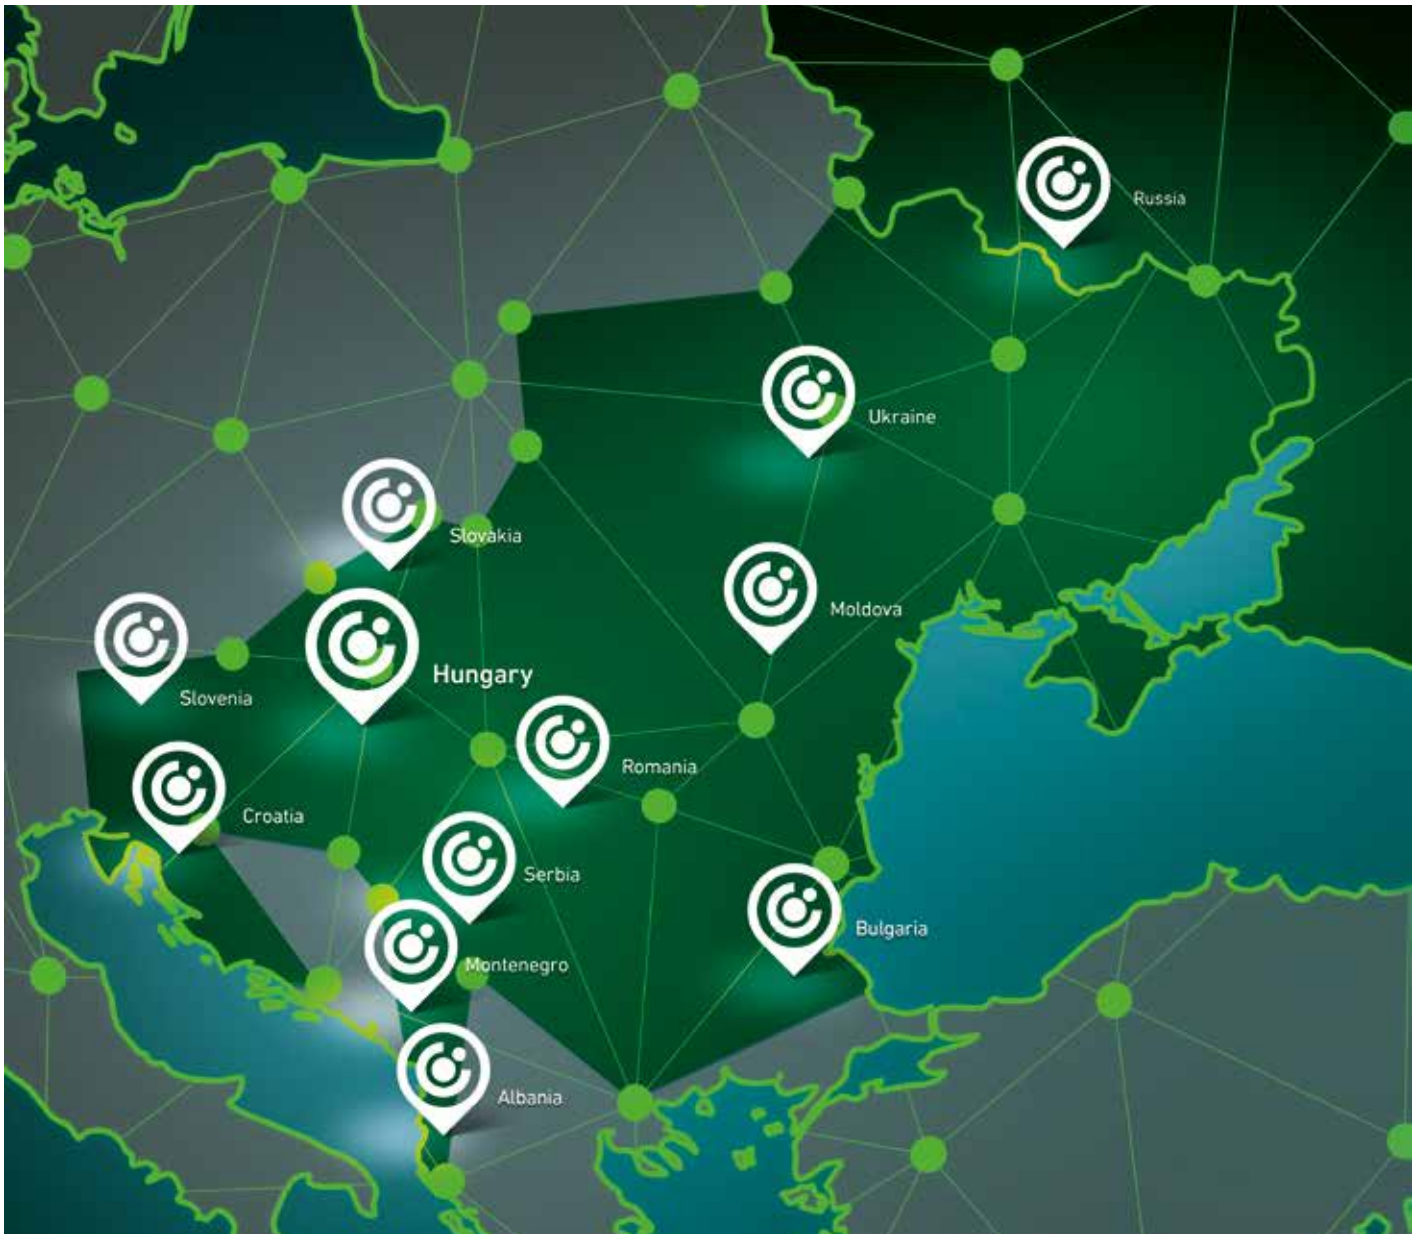 Russia
Ukraine
Slovakia
Moldova
Hungary
Slovenia
Romania
Croatia
Serbia
Bulgaria
Montenegro
Albania